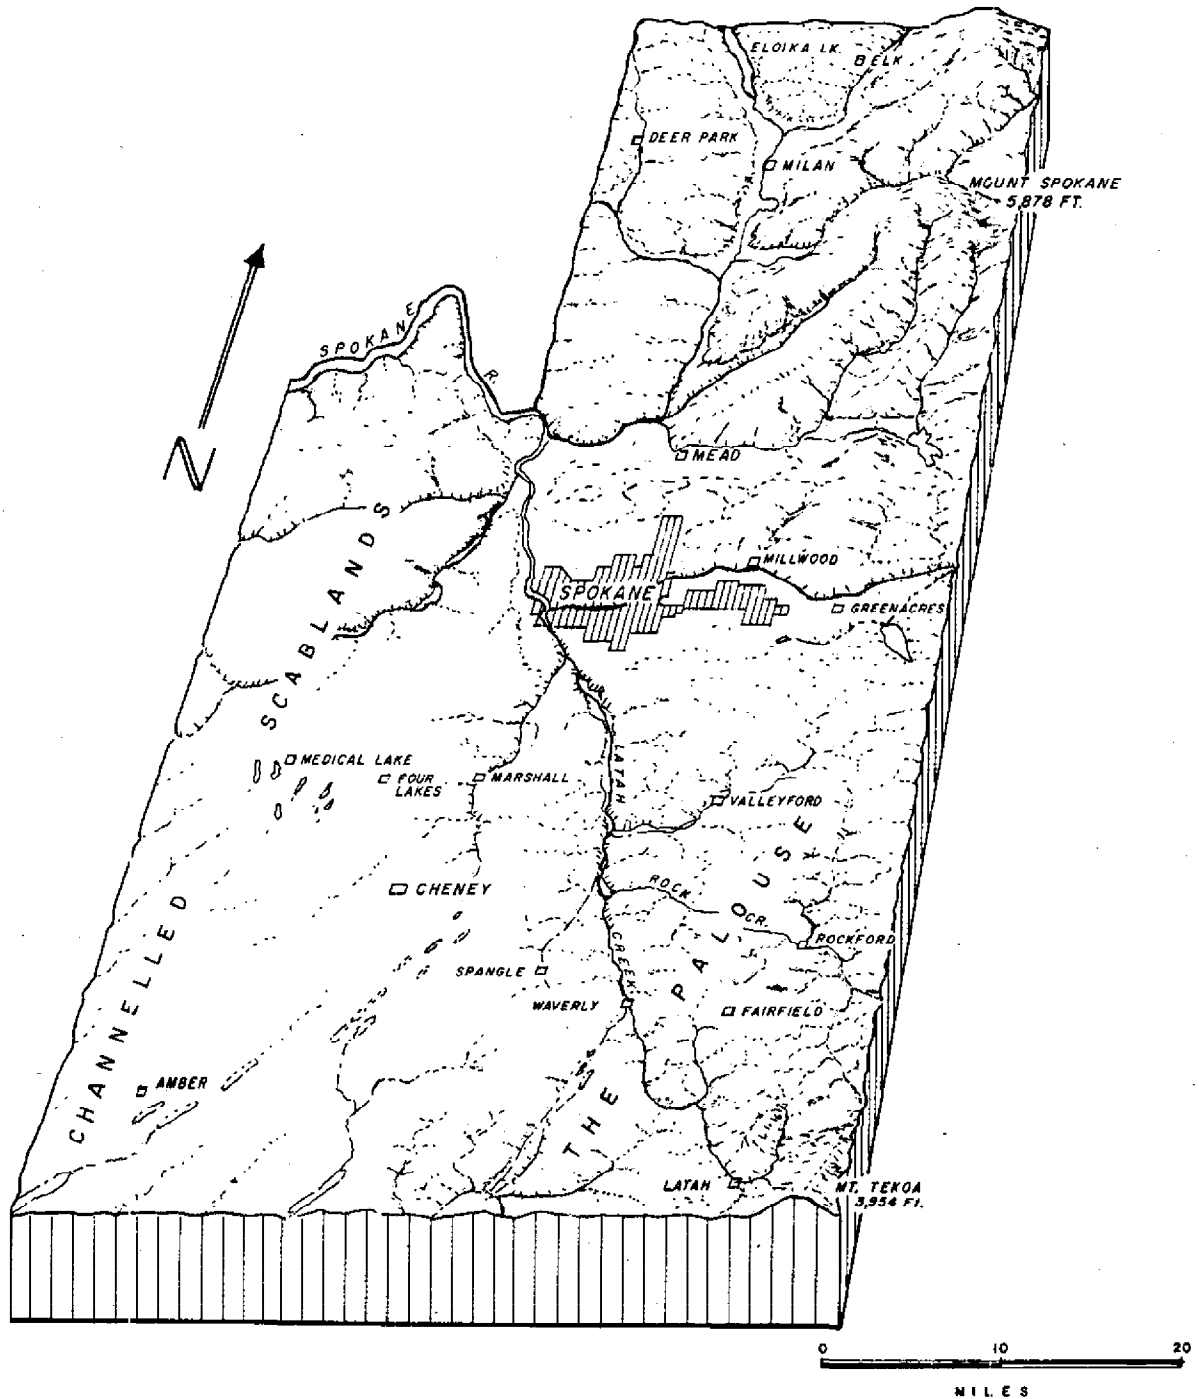 ELOIKA LK.
ELK
DEER PARK
MILAN
MOUNT SPOKANE
5,878 FT.
SPOKANE
R.
N
MEAD
MILLWOOD
SPOKANE
GREENACRES
CHANNELLED SCABLANDS
MEDICAL LAKE
FOUR
LAKES
MARSHALL
LATAH CREEK
VALLEYFORD
CHENEY
ROCK CR.
ROCKFORD
THE PALOUSE
SPANGLE
WAVERLY
FAIRFIELD
AMBER
LATAH
MT. TEKOA
3,954 FT.
0 10 20
MILES